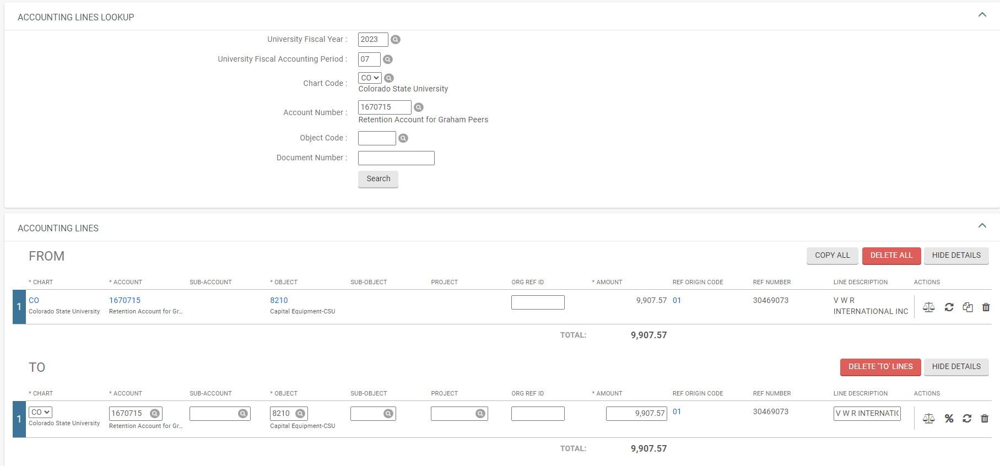 ACCOUNTING LINES LOOKUP
University Fiscal Year : 2023
University Fiscal Accounting Period : 07
Chart Code : CO
Colorado State University
Account Number : 1670715
Retention Account for Graham Peers
Object Code :
Document Number :
Search
ACCOUNTING LINES
FROM COPY ALL DELETE ALL HIDE DETAILS
* CHART * ACCOUNT SUB-ACCOUNT * OBJECT SUB-OBJECT PROJECT ORG REF ID * AMOUNT REF ORIGIN CODE REF NUMBER LINE DESCRIPTION ACTIONS
1 CO 1670715 8210 9,907.57 01 30469073 V W R
Colorado State University Retention Account for Gr... Capital Equipment-CSU INTERNATIONAL INC
TOTAL: 9,907.57
TO DELETE 'TO' LINES HIDE DETAILS
* CHART * ACCOUNT SUB-ACCOUNT * OBJECT SUB-OBJECT PROJECT ORG REF ID * AMOUNT REF ORIGIN CODE REF NUMBER LINE DESCRIPTION ACTIONS
1 CO 1670715 8210 9,907.57 01 30469073 V W R INTERNATIC %
Colorado State University Retention Account for Gr... Capital Equipment-CSU
TOTAL: 9,907.57